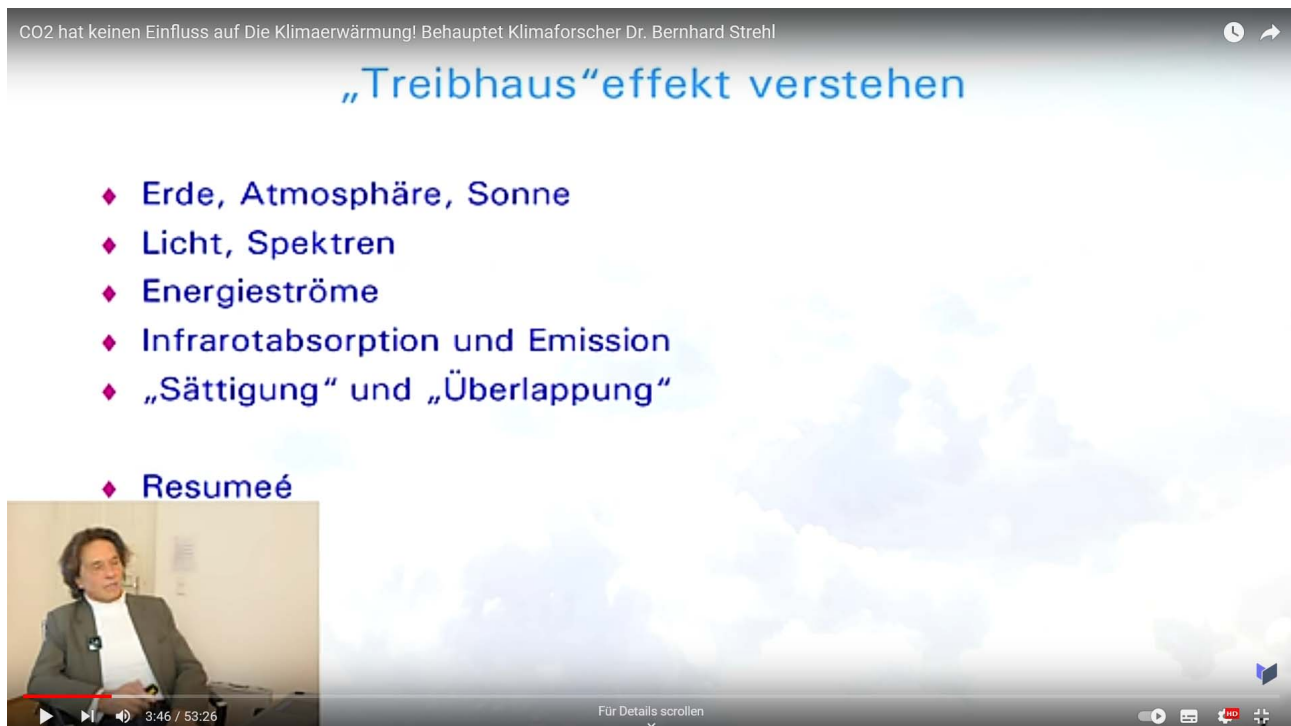 CO2 hat keinen Einfluss auf Die Klimaerwärmung! Behauptet Klimaforscher Dr. Bernhard Strehl
„Treibhaus“effekt verstehen
Erde, Atmosphäre, Sonne
Licht, Spektren
Energieströme
Infrarotabsorption und Emission
„Sättigung“ und „Überlappung“
Resumeé
Für Details scrollen
3:46 / 53:26
HD